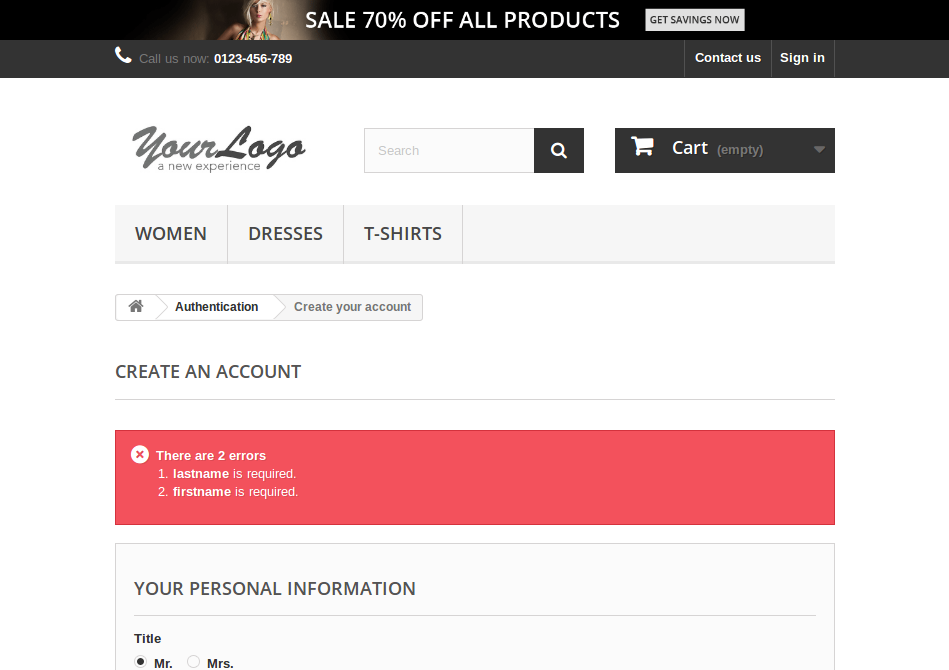 SALE 70% OFF ALL PRODUCTS GET SAVINGS NOW
Call us now: 0123-456-789 Contact us Sign in
YourLogo
a new experience
Search
Cart (empty)
WOMEN DRESSES T-SHIRTS
Authentication Create your account
CREATE AN ACCOUNT
There are 2 errors
1. lastname is required.
2. firstname is required.
YOUR PERSONAL INFORMATION
Title
Mr. Mrs.